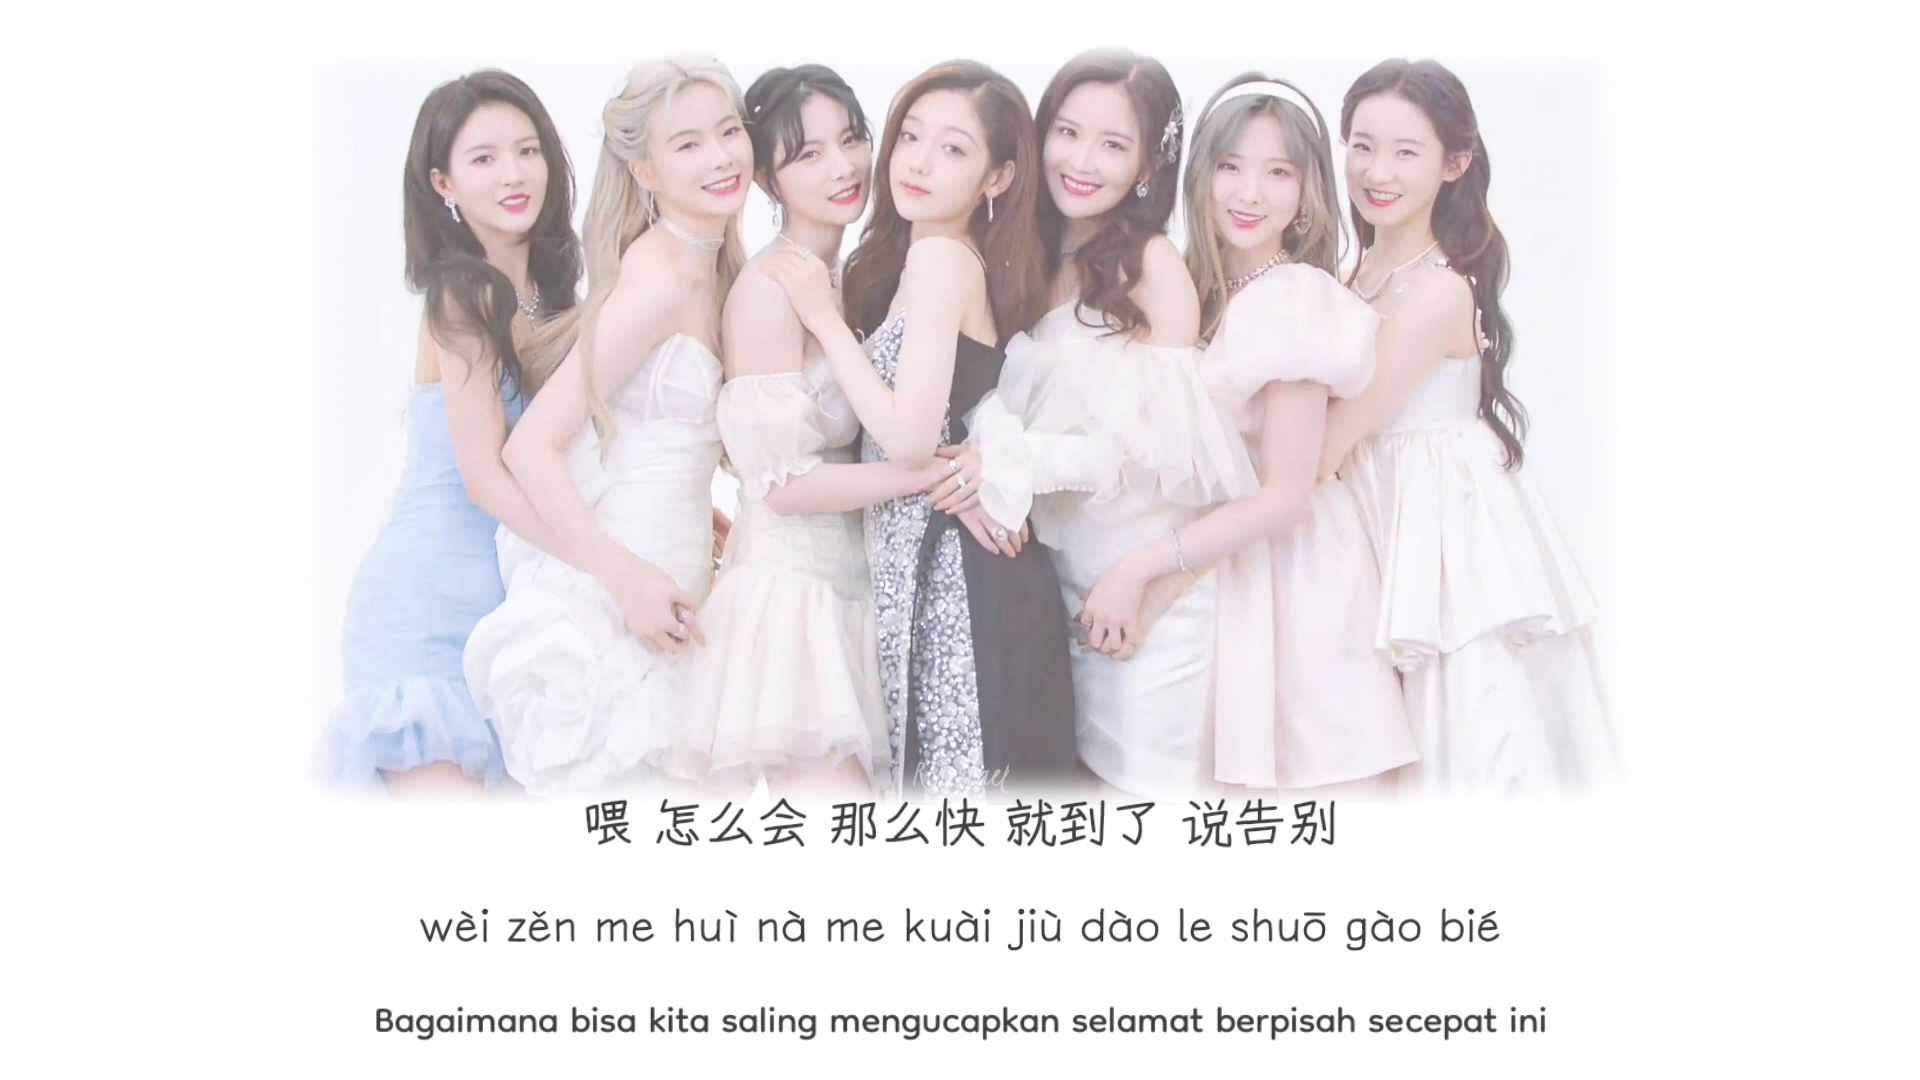 喂 怎么会 那么快 就到了 说告别
wèi zěn me huì nà me kuài jiù dào le shuō gào bié
Bagaimana bisa kita saling mengucapkan selamat berpisah secepat ini